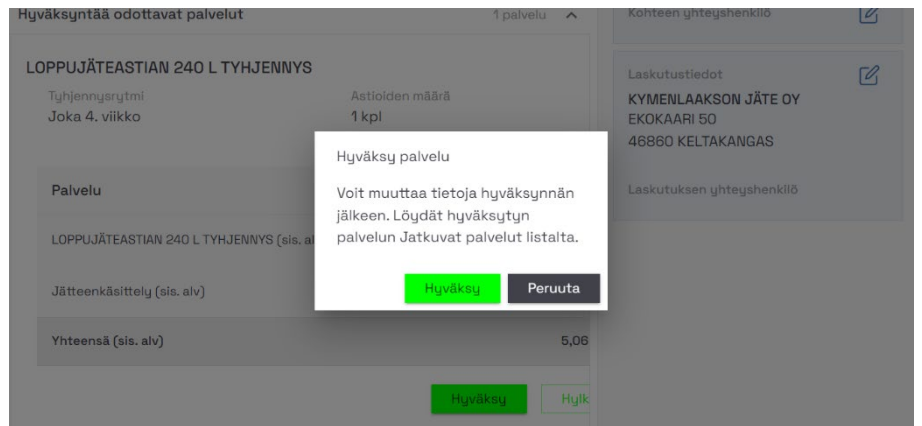 Hyväksyntää odottavat palvelut
1 palvelu
LOPPUJÄTEASTIAN 240 L TYHJENNYS
Tyhjennysrytmi
Astioiden määrä
Joka 4. viikko
1 kpl
Palvelu
LOPPUJÄTEASTIAN 240 L TYHJENNYS (sis. al
Jätteenkäsittely (sis. alv)
Yhteensä (sis. alv)
5,06
Hyväksy
Hylk
Hyväksy palvelu
Voit muuttaa tietoja hyväksynnän
jälkeen. Löydät hyväksytyn
palvelun Jatkuvat palvelut listalta.
Hyväksy
Peruuta
Kohteen yhteyshenkilö
Laskutustiedot
KYMENLAAKSON JÄTE OY
EKOKAARI 50
46860 KELTAKANGAS
Laskutuksen yhteyshenkilö